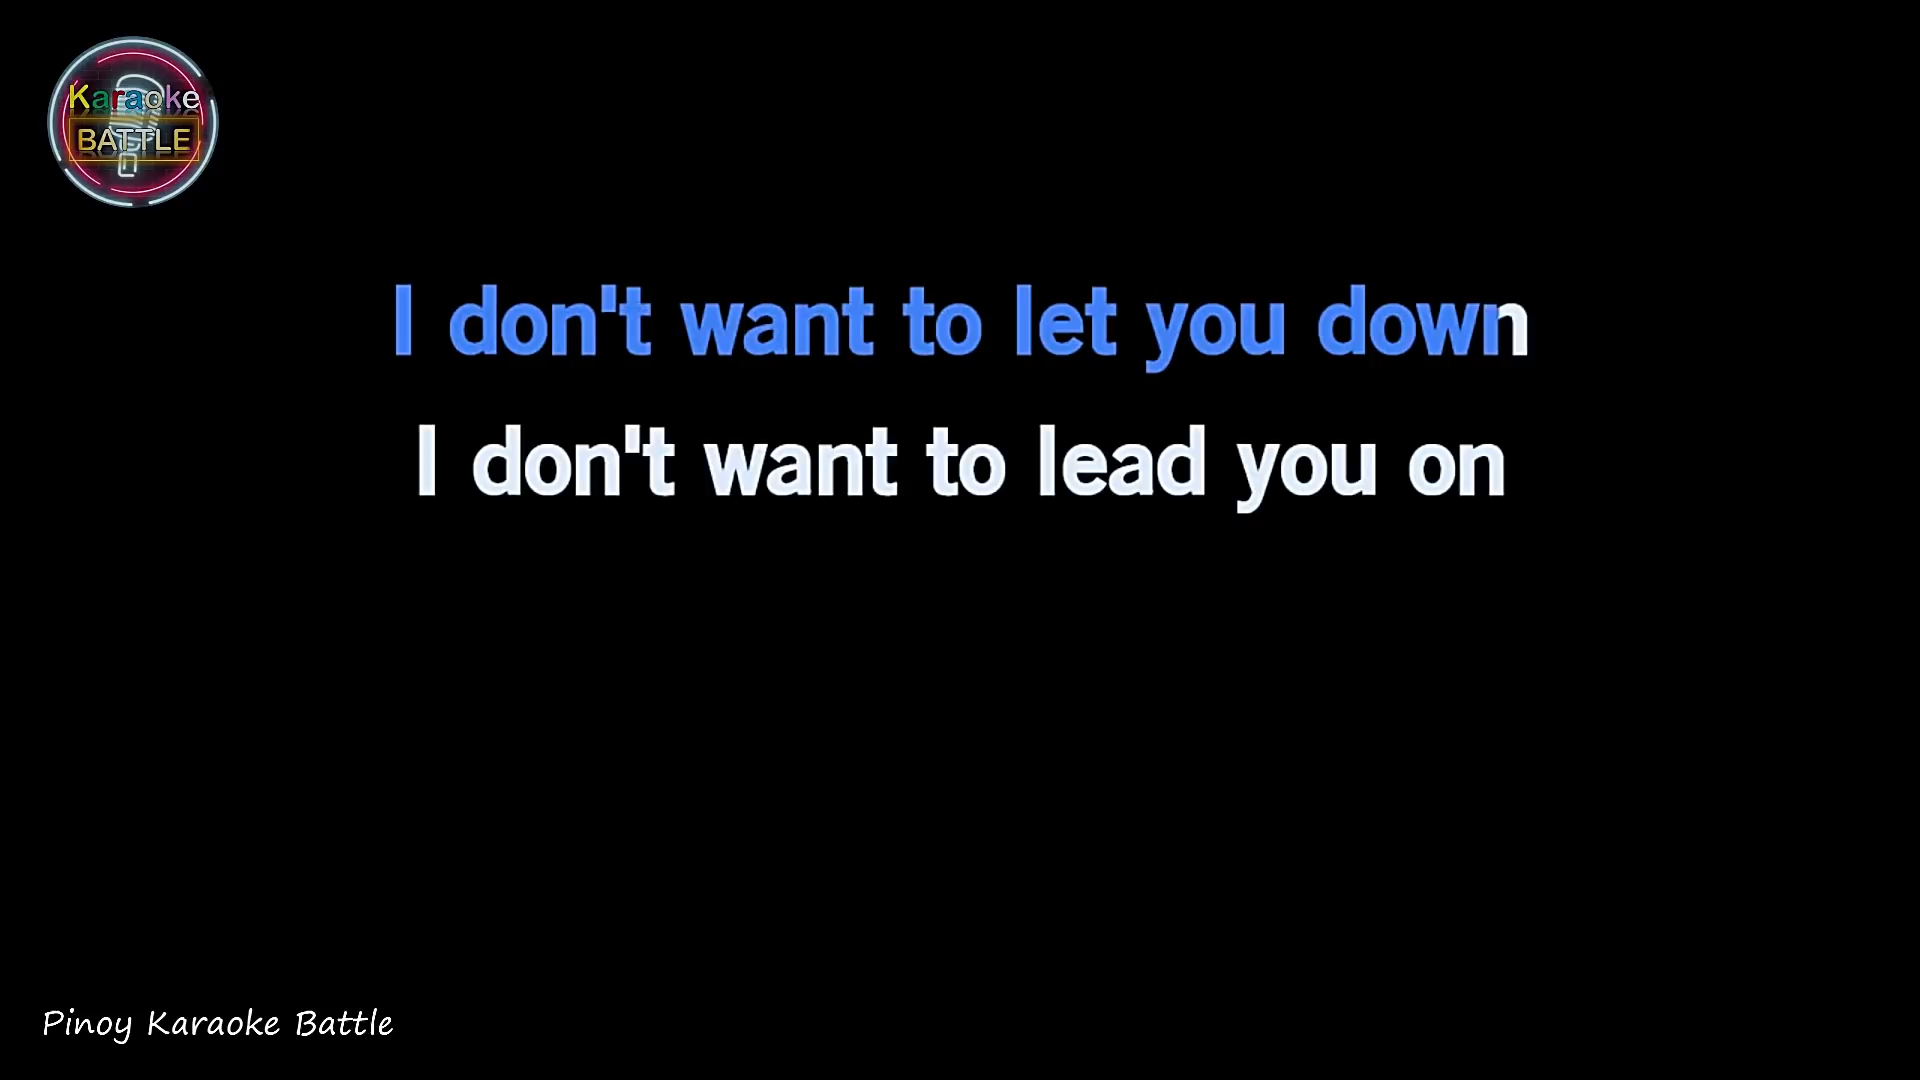 Karaoke
BATTLE
I don't want to let you down
I don't want to lead you on
Pinoy Karaoke Battle